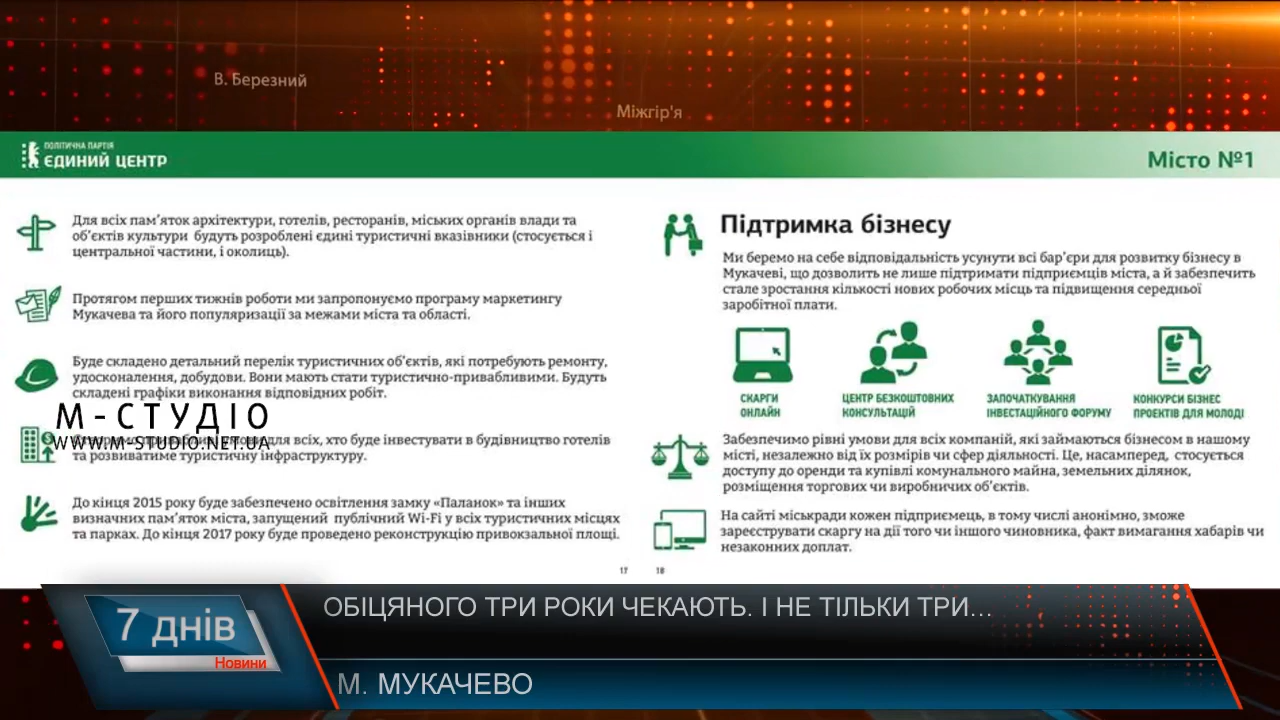 В. Березний
Міжгір'я
ПОЛІТИЧНА ПАРТІЯ
ЄДИНИЙ ЦЕНТР
Місто №1
Для всіх пам'яток архітектури, готелів, ресторанів, міських органів влади та
об'єктів культури будуть розроблені єдині туристичні вказівники (стосується і
центральної частини, і околиць).
Протягом перших тижнів роботи ми запропонуємо програму маркетингу
Мукачева та його популяризації за межами міста та області.
Буде складено детальний перелік туристичних об'єктів, які потребують ремонту,
удосконалення, добудови. Вони мають стати туристично-привабливими. Будуть
складені графіки виконання відповідних робіт.
М-СТУДІО
WWW.M-STUDIO.NET.UA
для всіх, хто буде інвестувати в будівництво готелів
та розвиватиме туристичну інфраструктуру.
До кінця 2015 року буде забезпечено освітлення замку «Паланок» та інших
визначних пам'яток міста, запущений публічний Wi-Fi у всіх туристичних місцях
та парках. До кінця 2017 року буде проведено реконструкцію привокзальної площі.
17
Підтримка бізнесу
Ми беремо на себе відповідальність усунути всі бар'єри для розвитку бізнесу в
Мукачеві, що дозволить не лише підтримати підприємців міста, а й забезпечить
стале зростання кількості нових робочих місць та підвищення середньої
заробітної плати.
СКАРГИ
ОНЛАЙН
ЦЕНТР БЕЗКОШТОВНИХ
КОНСУЛЬТАЦІЙ
ЗАПОЧАТКУВАННЯ
ІНВЕСТАЦІЙНОГО ФОРУМУ
КОНКУРСИ БІЗНЕС
ПРОЕКТІВ ДЛЯ МОЛОДІ
Забезпечимо рівні умови для всіх компаній, які займаються бізнесом в нашому
місті, незалежно від їх розмірів чи сфер діяльності. Це, насамперед, стосується
доступу до оренди та купівлі комунального майна, земельних ділянок,
розміщення торгових чи виробничих об'єктів.
На сайті міськради кожен підприємець, в тому числі анонімно, зможе
зареєструвати скаргу на дії того чи іншого чиновника, факт вимагання хабарів чи
незаконних доплат.
18
7 днів
Новини
ОБІЦЯНОГО ТРИ РОКИ ЧЕКАЮТЬ. І НЕ ТІЛЬКИ ТРИ...
М. МУКАЧЕВО